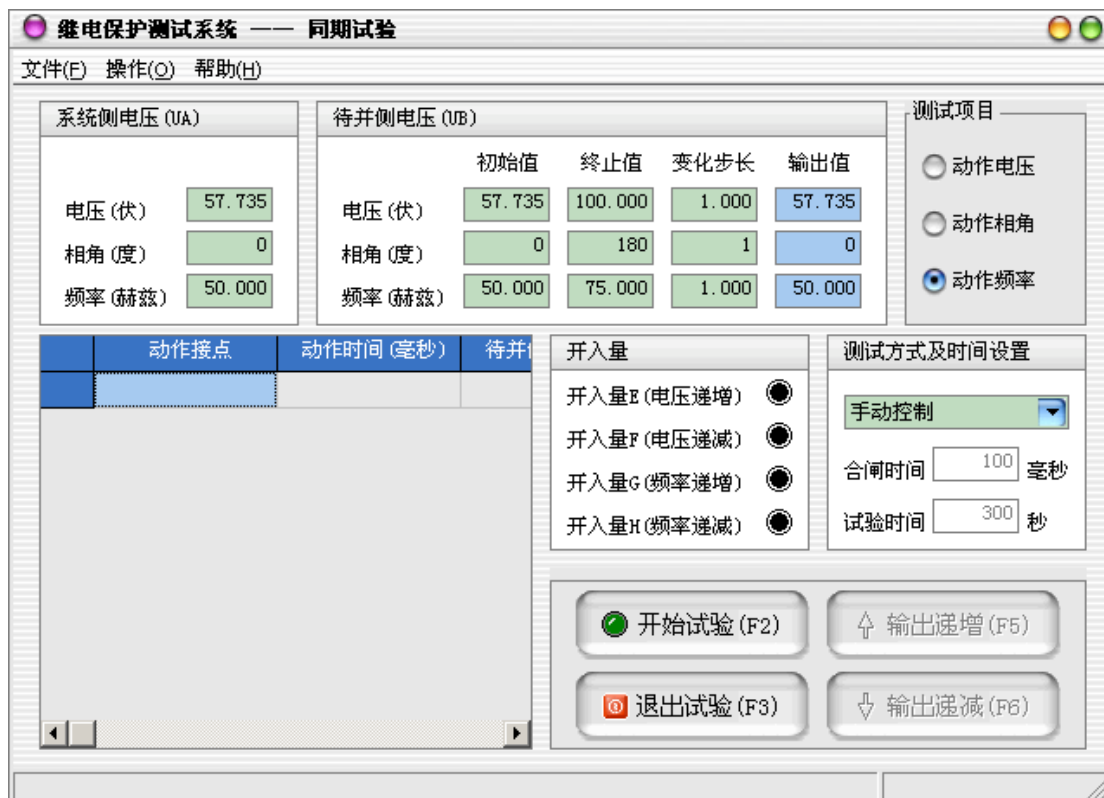 继电保护测试系统 —— 同期试验
文件(F) 操作(O) 帮助(H)
系统侧电压(UA)
电压(伏) 57.735
相角(度) 0
频率(赫兹) 50.000
待并侧电压(UB)
初始值 终止值 变化步长 输出值
电压(伏) 57.735 100.000 1.000 57.735
相角(度) 0 180 1 0
频率(赫兹) 50.000 75.000 1.000 50.000
测试项目
动作电压
动作相角
动作频率
动作接点 动作时间(毫秒) 待并
开入量
开入量E(电压递增)
开入量F(电压递减)
开入量G(频率递增)
开入量H(频率递减)
测试方式及时间设置
手动控制
合闸时间 100 毫秒
试验时间 300 秒
开始试验(F2) 输出递增(F5)
退出试验(F3) 输出递减(F6)